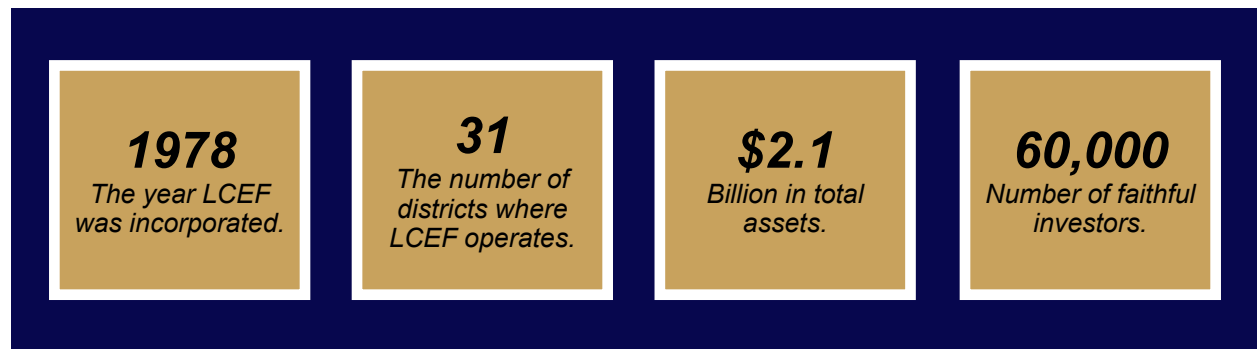 1978
The year LCEF
was incorporated.
31
The number of
districts where
LCEF operates.
$2.1
Billion in total
assets.
60,000
Number of faithful
investors.